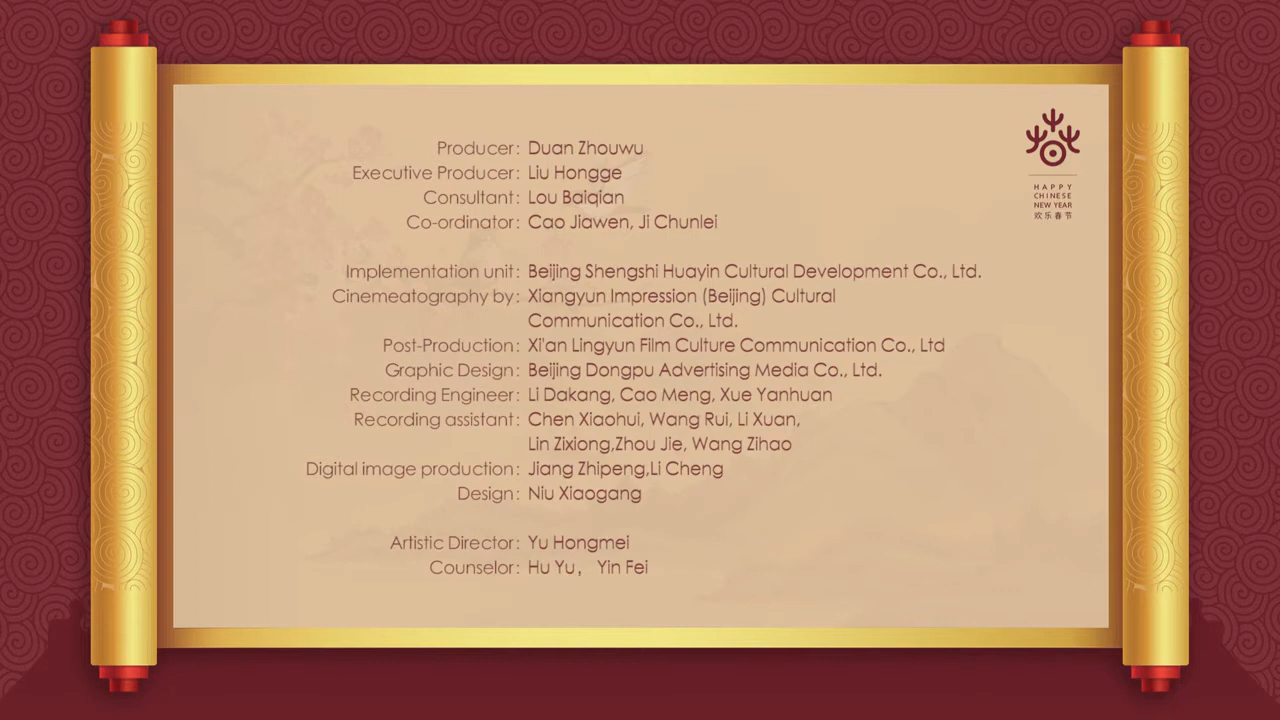 Producer: Duan Zhouwu
Executive Producer: Liu Hongge
Consultant: Lou Baiqian
Co-ordinator: Cao Jiawen, Ji Chunlei
Implementation unit: Beijing Shengshi Huayin Cultural Development Co., Ltd.
Cinemeatography by: Xiangyun Impression (Beijing) Cultural
Communication Co., Ltd.
Post-Production: Xi'an Lingyun Film Culture Communication Co., Ltd
Graphic Design: Beijing Dongpu Advertising Media Co., Ltd.
Recording Engineer: Li Dakang, Cao Meng, Xue Yanhuan
Recording assistant: Chen Xiaohui, Wang Rui, Li Xuan,
Lin Zixiong,Zhou Jie, Wang Zihao
Digital image production: Jiang Zhipeng,Li Cheng
Design: Niu Xiaogang
Artistic Director: Yu Hongmei
Counselor: Hu Yu， Yin Fei
HAPPY
CHINESE
NEW YEAR
欢乐春节